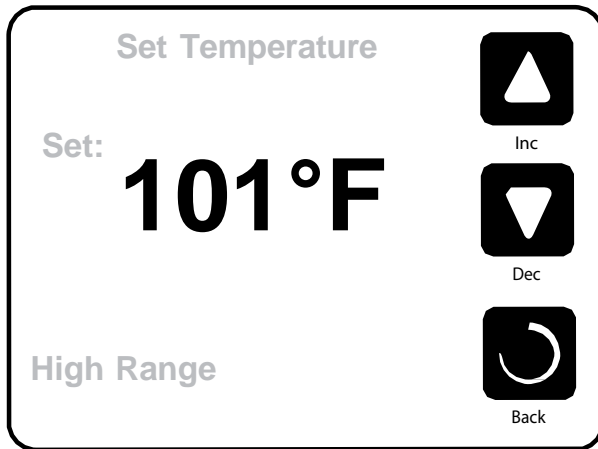 Set Temperature
Inc
Set:
101°F
Dec
High Range
Back